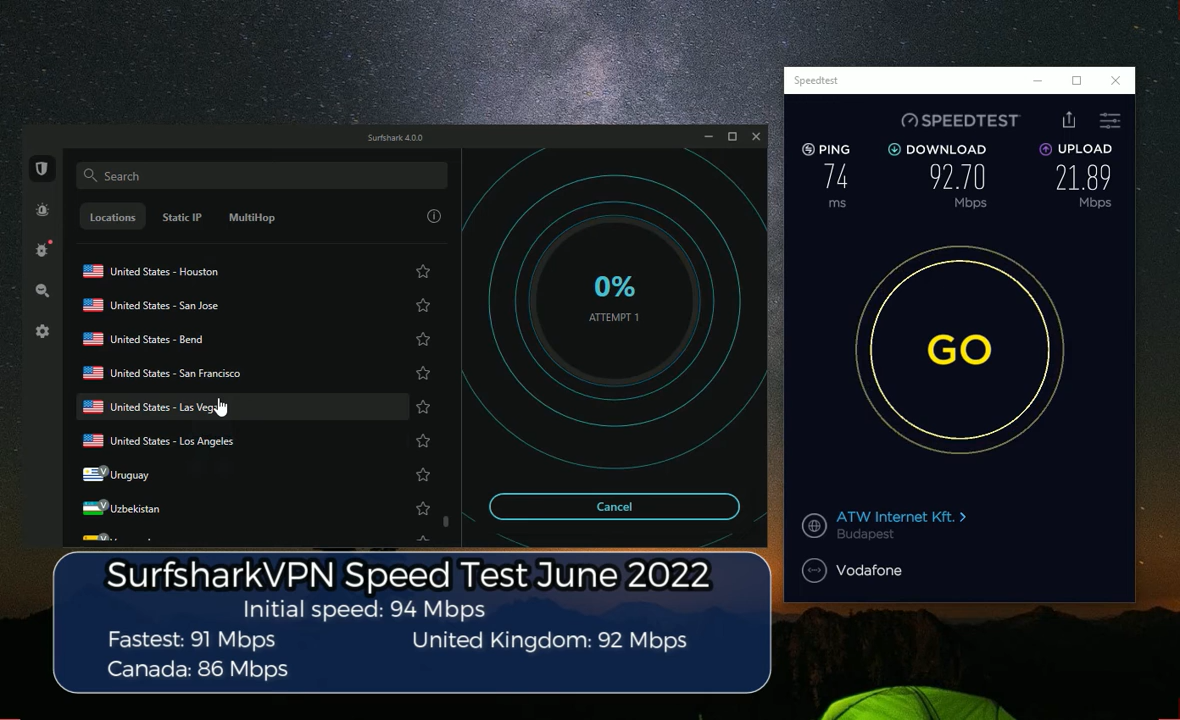 Surfshark 4.0.0
Search
Locations Static IP MultiHop
United States - Houston
United States - San Jose
United States - Bend
United States - San Francisco
United States - Las
United States - Los Angeles
V Uruguay
V Uzbekistan
V
0%
ATTEMPT 1
Cancel
Speedtest
SPEEDTEST
PING DOWNLOAD UPLOAD
74 92.70 21.89
ms Mbps Mbps
GO
ATW Internet Kft. >
Budapest
Vodafone
SurfsharkVPN Speed Test June 2022
Initial speed: 94 Mbps
Fastest: 91 Mbps United Kingdom: 92 Mbps
Canada: 86 Mbps